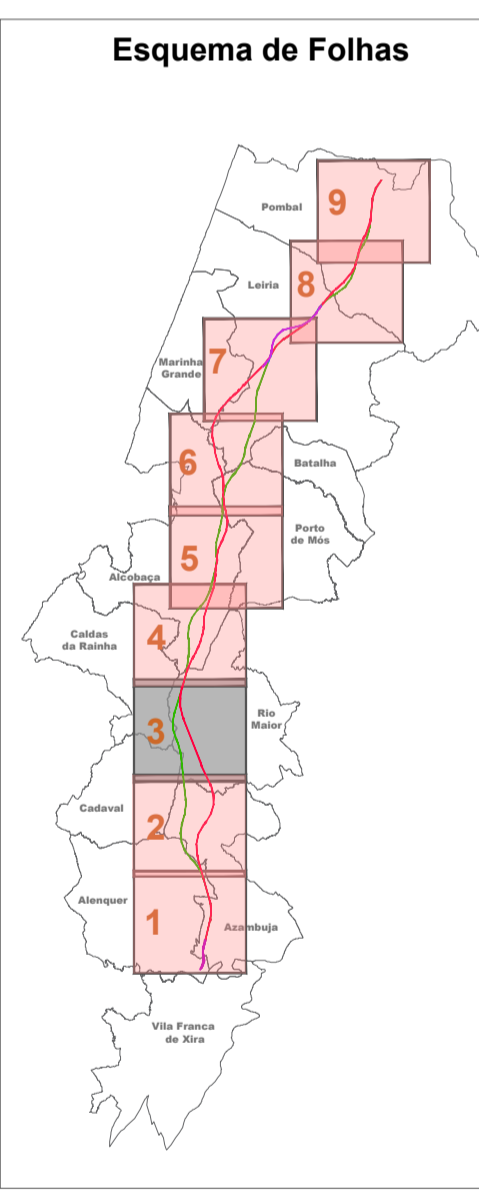 Esquema de Folhas
Pombal
9
Leiria
8
Marinha
Grande
7
6
Batalha
Porto
de Mós
5
Alcobaça
Caldas
da Rainha
4
Rio
Maior
3
Cadaval
2
Alenquer
1
Azambuja
Vila Franca
de Xira